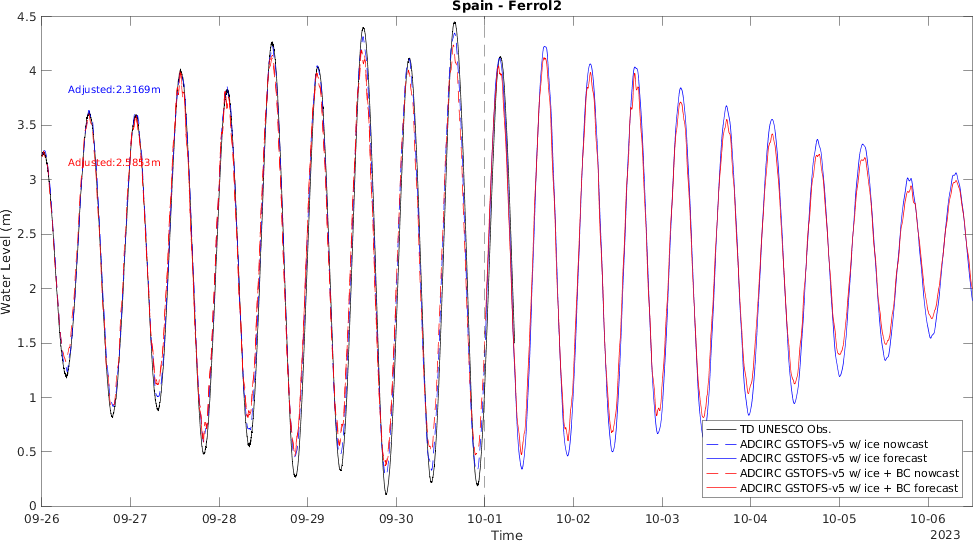 Spain - Ferrol2
4.5
4
3.5
3
2.5
2
1.5
1
0.5
0
Water Level (m)
Adjusted:2.3169m
Adjusted:2.5853m
TD UNESCO Obs.
ADCIRC GSTOFS-v5 w/ ice nowcast
ADCIRC GSTOFS-v5 w/ ice forecast
ADCIRC GSTOFS-v5 w/ ice + BC nowcast
ADCIRC GSTOFS-v5 w/ ice + BC forecast
09-26 09-27 09-28 09-29 09-30 10-01 10-02 10-03 10-04 10-05 10-06
Time
2023